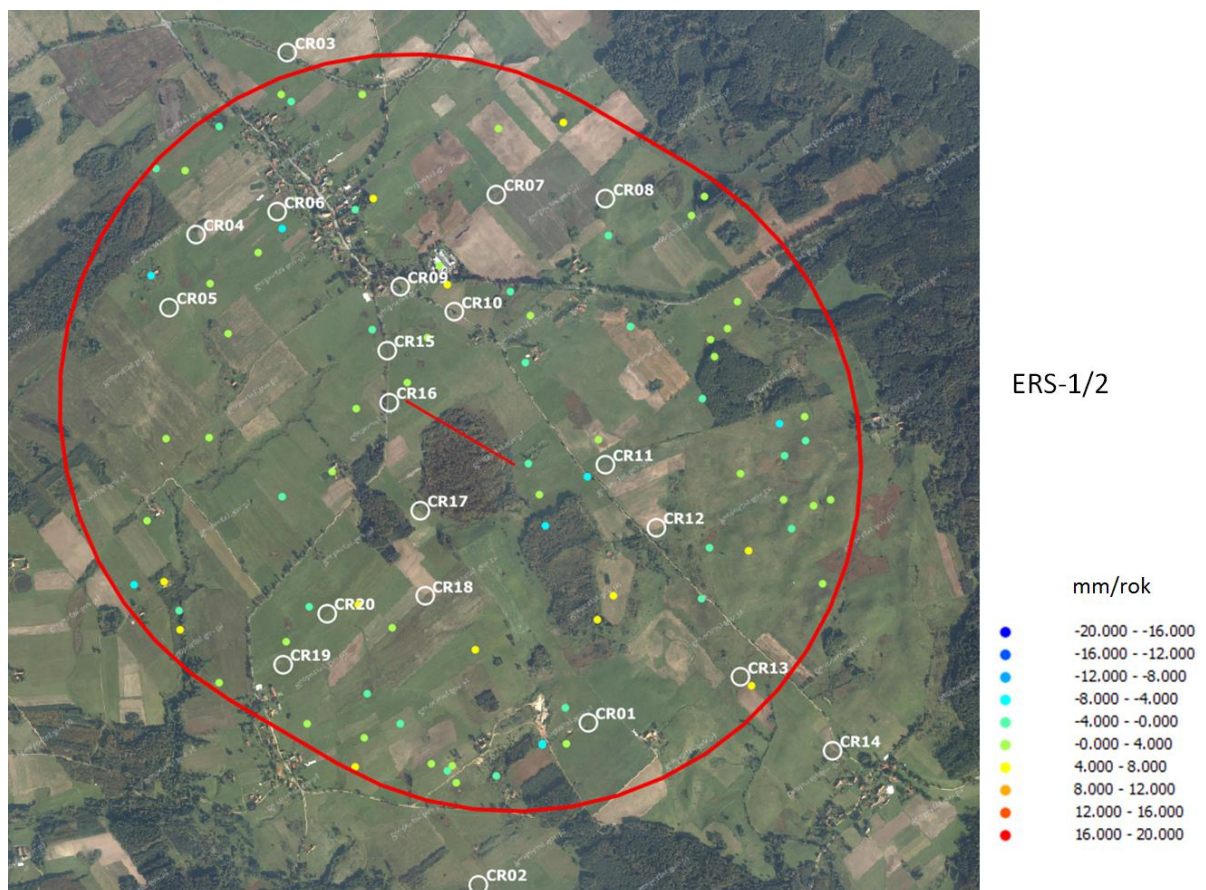 CR03
CR07
CR08
CR06
CR04
CR09
CR05
CR10
CR15
CR16
ERS-1/2
CR11
CR17
CR12
CR18
CR20
CR19
CR13
CR01
CR14
CR02
mm/rok
-20.000 - -16.000
-16.000 - -12.000
-12.000 - -8.000
-8.000 - -4.000
-4.000 - -0.000
-0.000 - 4.000
4.000 - 8.000
8.000 - 12.000
12.000 - 16.000
16.000 - 20.000